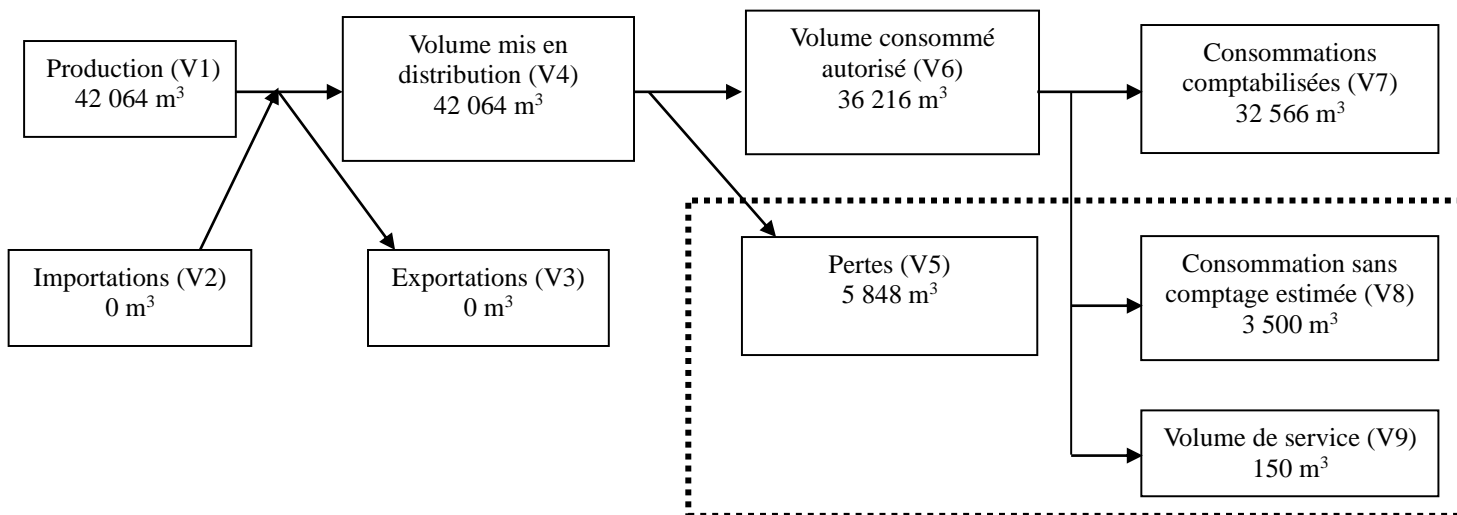 Production (V1)
42 064 m³
Volume mis en
distribution (V4)
42 064 m³
Volume consommé
autorisé (V6)
36 216 m³
Consommations
comptabilisées (V7)
32 566 m³
Importations (V2)
0 m³
Exportations (V3)
0 m³
Pertes (V5)
5 848 m³
Consommation sans
comptage estimée (V8)
3 500 m³
Volume de service (V9)
150 m³